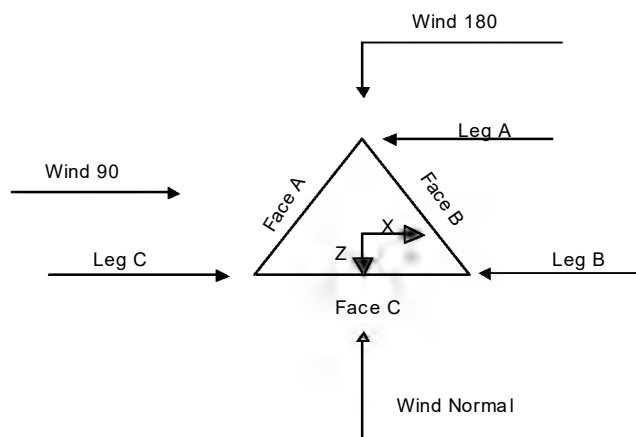 Wind 180
Leg A
Wind 90
Face A
Face B
X
Z
Leg C
Leg B
Face C
Wind Normal